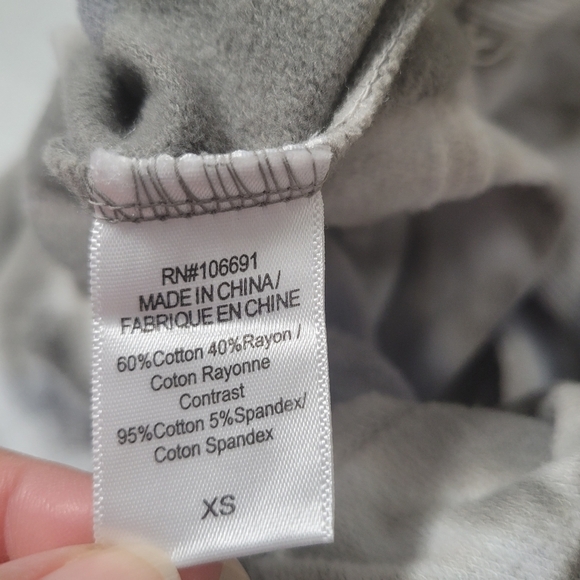 RN#106691
MADE IN CHINA/
FABRIQUE EN CHINE
60%Cotton 40%Rayon /
Coton Rayonne
Contrast
95%Cotton 5%Spandex/
Coton Spandex
XS